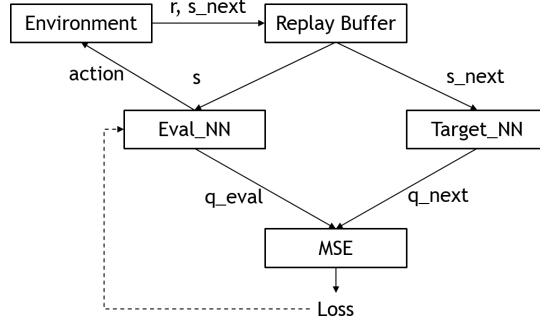 r, s_next
Environment
Replay Buffer
action
s
s_next
Eval_NN
Target_NN
q_eval
q_next
MSE
Loss